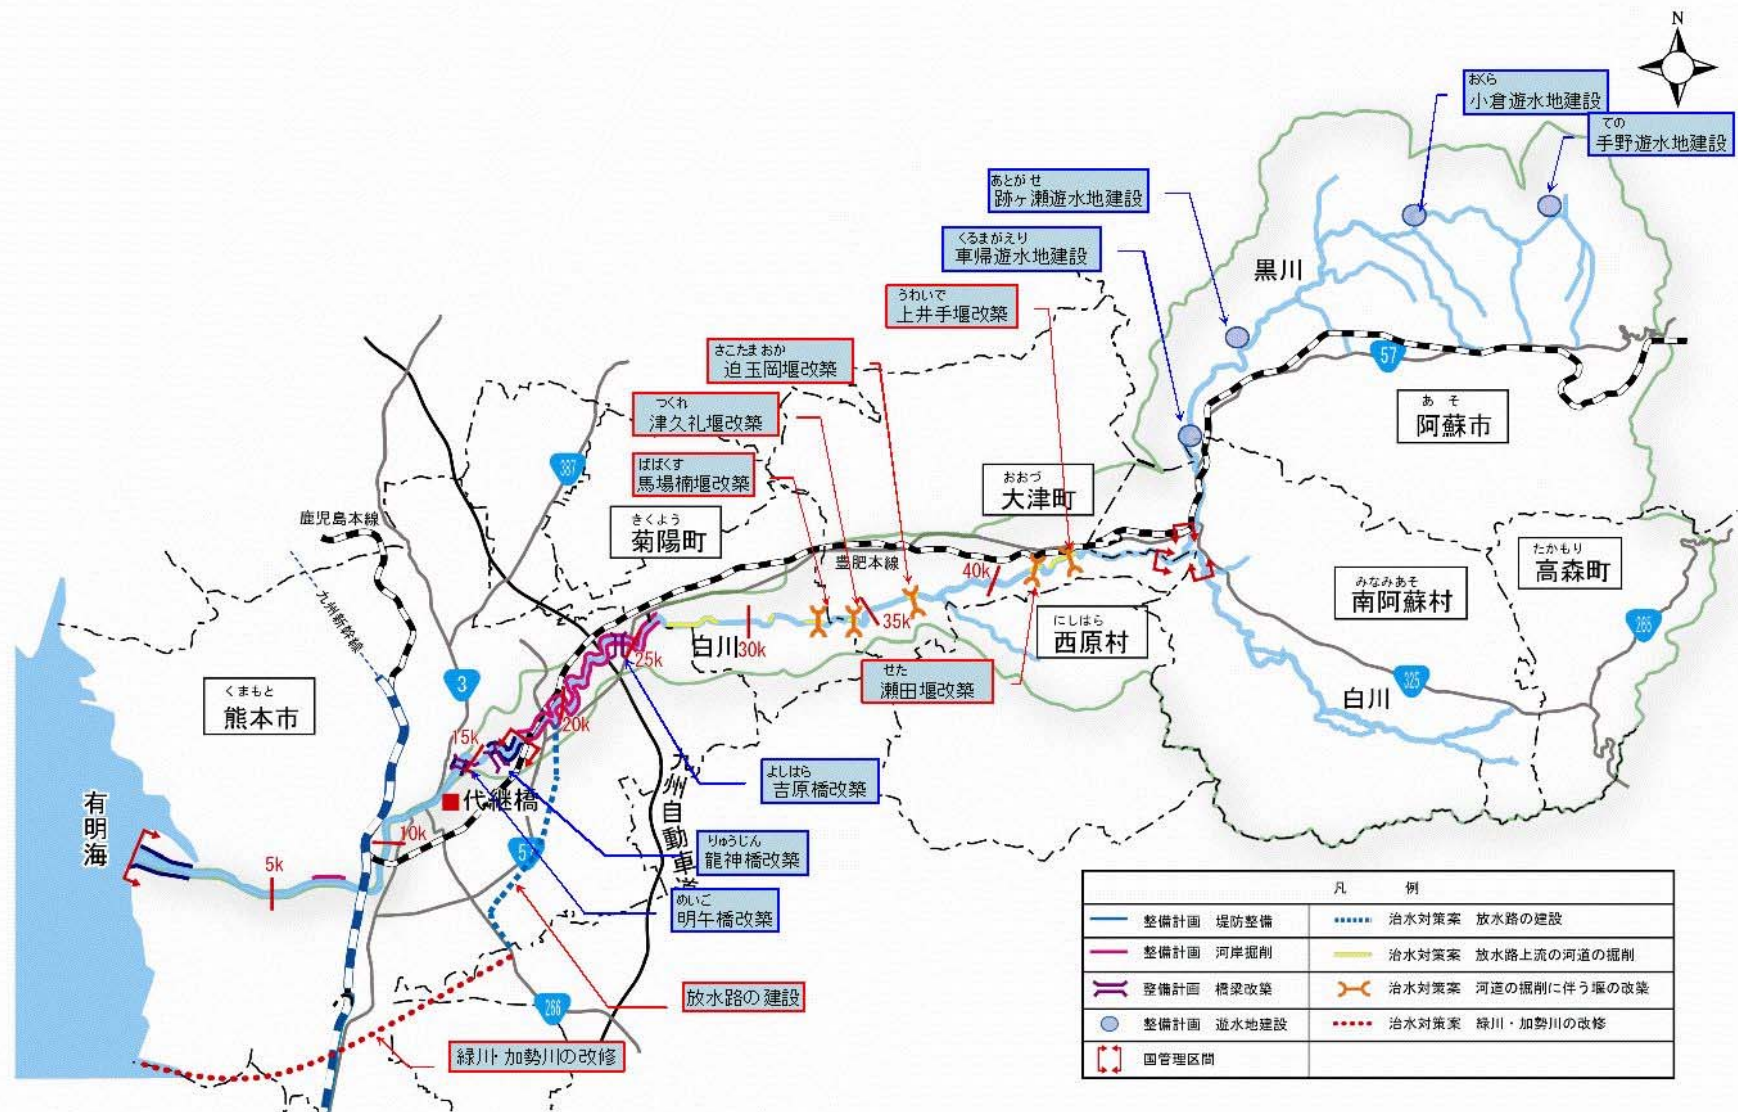 N
おぐら
小倉遊水地建設
ての
手野遊水地建設
あとがせ
跡ヶ瀬遊水地建設
くるまがえり
車帰遊水地建設
黒川
うわいで
上井手堰改築
さこたまおか
迫玉岡堰改築
57
つくれ
津久礼堰改築
あそ
阿蘇市
ばばくす
馬場楠堰改築
387
おおづ
大津町
きくよう
菊陽町
鹿児島本線
豊肥本線
たかもり
高森町
40k
みなみあそ
南阿蘇村
九州新幹線
にしはら
西原村
35k
265
白川
30k
25k
せた
瀬田堰改築
325
白川
3
くまもと
熊本市
20k
15k
よしはら
吉原橋改築
代継橋
九州自動車道
有明海
10k
りゅうじん
龍神橋改築
5k
57
めいご
明午橋改築
放水路の建設
266
緑川・加勢川の改修
凡例
整備計画 堤防整備
治水対策案 放水路の建設
整備計画 河岸掘削
治水対策案 放水路上流の河道の掘削
整備計画 橋梁改築
治水対策案 河道の掘削に伴う堰の改築
整備計画 遊水地建設
治水対策案 緑川・加勢川の改修
国管理区間